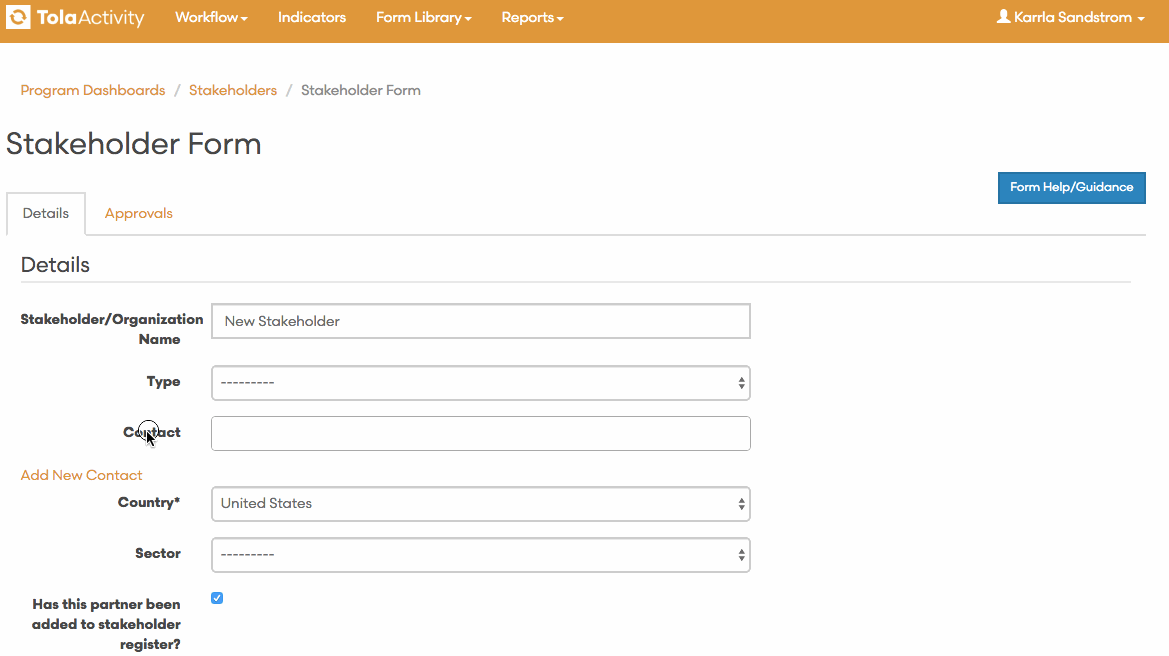 TolaActivity Workflow Indicators Form Library Reports Karrla Sandstrom
Program Dashboards / Stakeholders / Stakeholder Form
Stakeholder Form
Form Help/Guidance
Details Approvals
Details
Stakeholder/Organization
Name
New Stakeholder
Type
---------
Contact
Add New Contact
Country*
United States
Sector
---------
Has this partner been
added to stakeholder
register?